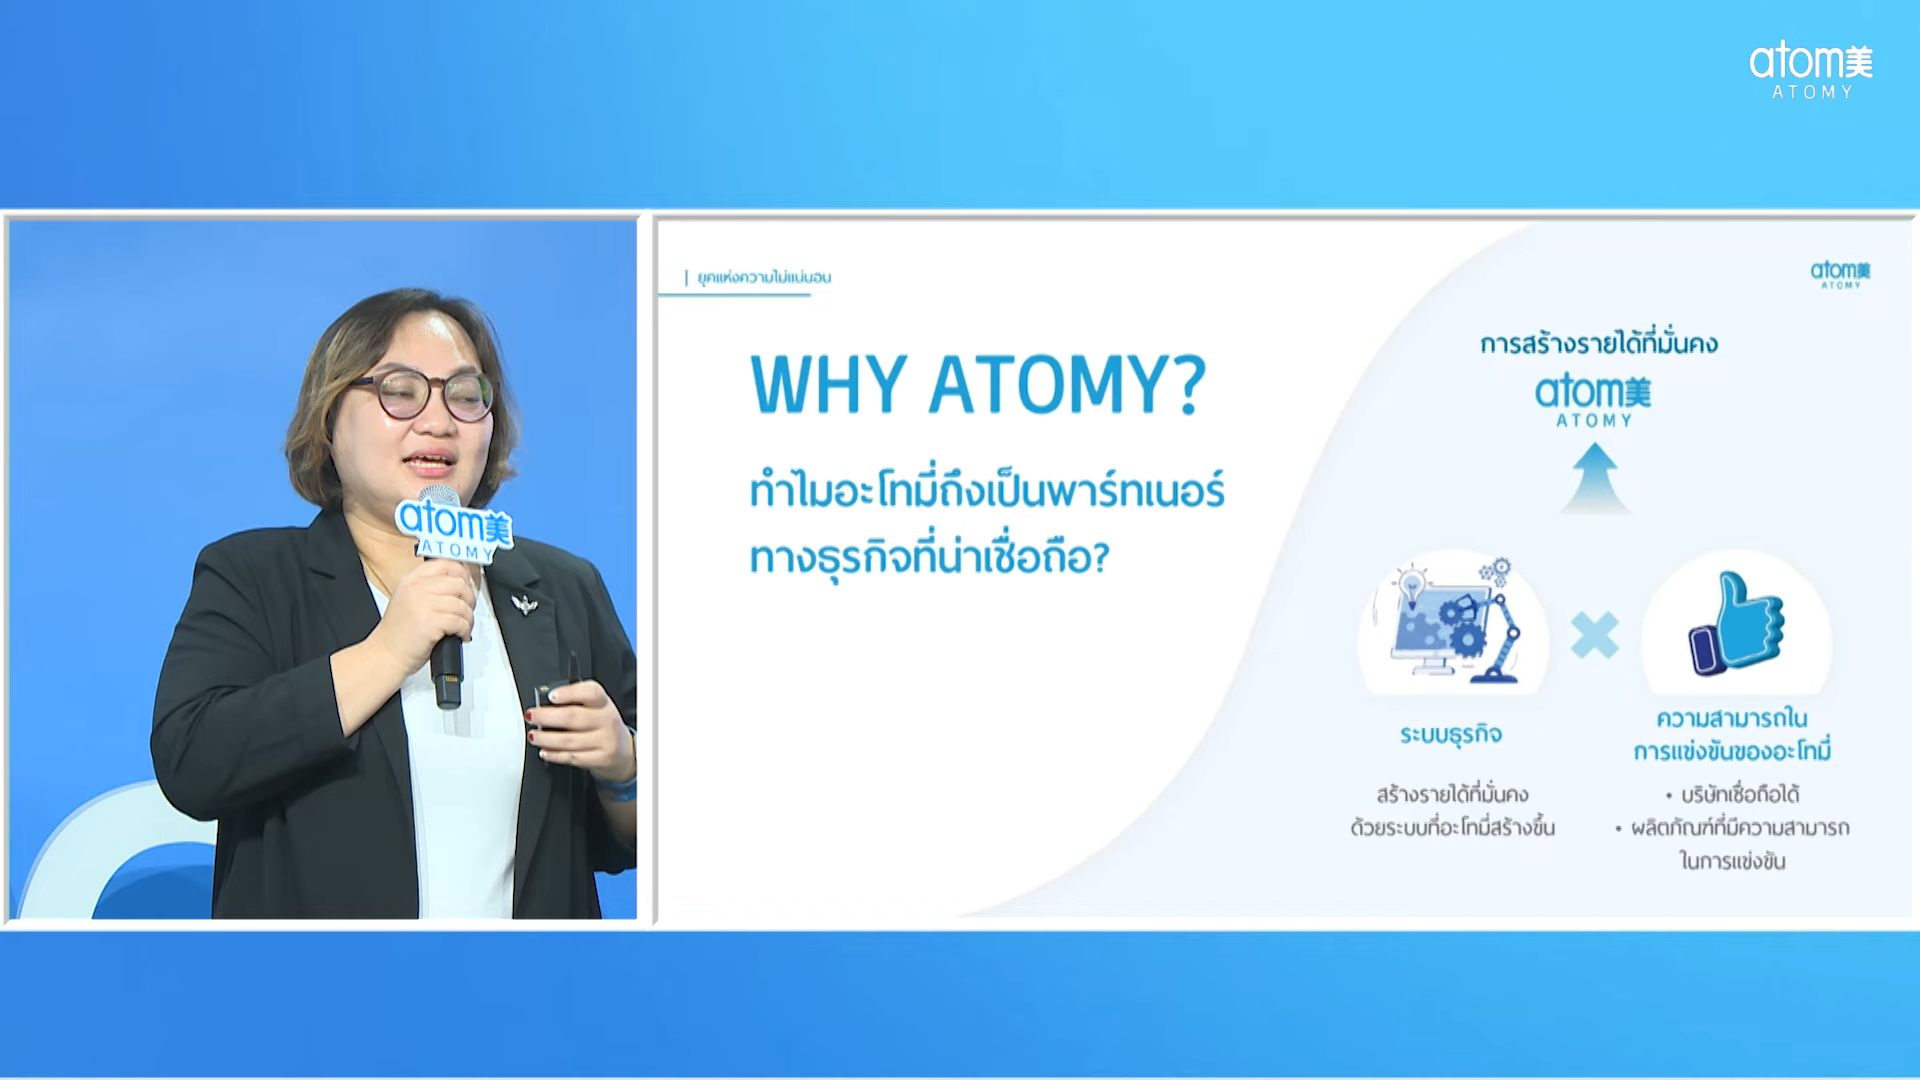 atom美
ATOMY
atom美
ATOMY
| ยุคแห่งความไม่แน่นอน
atom美
ATOMY
WHY ATOMY?
ทำไมอะโทมี่ถึงเป็นพาร์ทเนอร์
ทางธุรกิจที่น่าเชื่อถือ?
การสร้างรายได้ที่มั่นคง
atom美
ATOMY
ระบบธุรกิจ
สร้างรายได้ที่มั่นคง
ด้วยระบบที่อะโทมี่สร้างขึ้น
ความสามารถใน
การแข่งขันของอะโทมี่
• บริษัทเชื่อถือได้
• ผลิตภัณฑ์ที่มีความสามารถ
ในการแข่งขัน